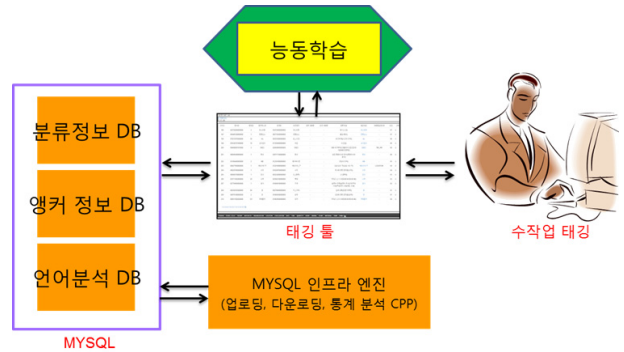 능동학습
분류정보 DB
앵커 정보 DB
언어분석 DB
태깅 툴
수작업 태깅
MYSQL 인프라 엔진
(업로딩, 다운로딩, 통계 분석 CPP)
MYSQL